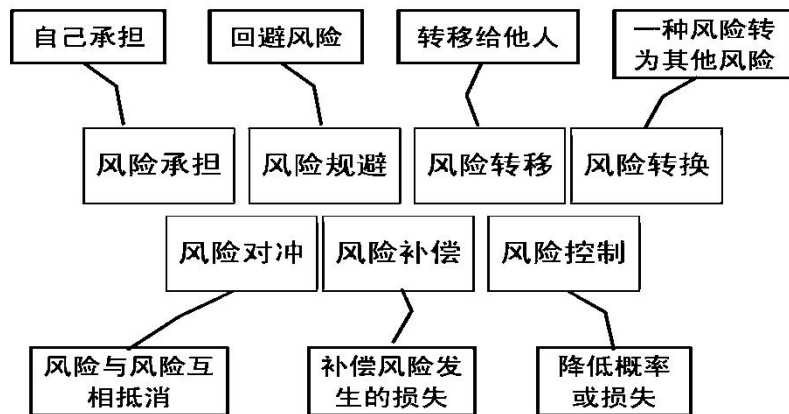 自己承担
回避风险
转移给他人
一种风险转
为其他风险
风险承担
风险规避
风险转移
风险转换
风险对冲
风险补偿
风险控制
风险与风险互
相抵消
补偿风险发
生的损失
降低概率
或损失